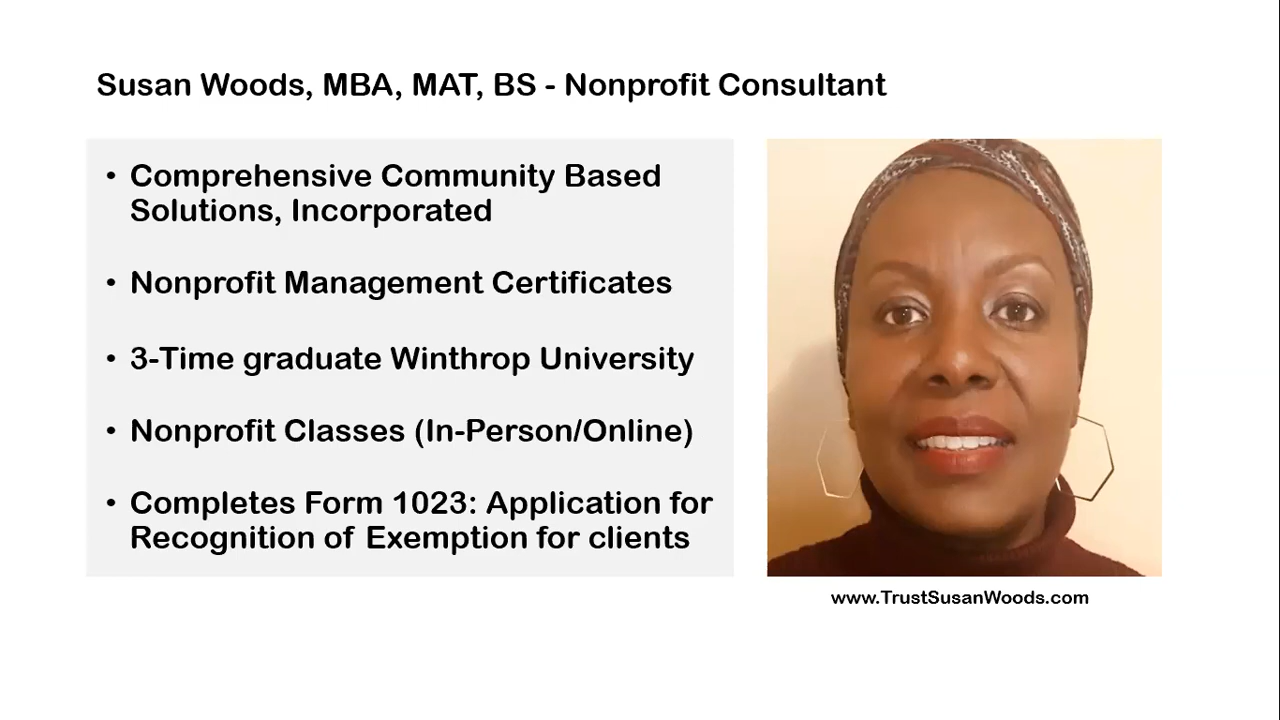 Susan Woods, MBA, MAT, BS - Nonprofit Consultant
• Comprehensive Community Based
Solutions, Incorporated
• Nonprofit Management Certificates
• 3-Time graduate Winthrop University
• Nonprofit Classes (In-Person/Online)
• Completes Form 1023: Application for
Recognition of Exemption for clients
www.TrustSusanWoods.com